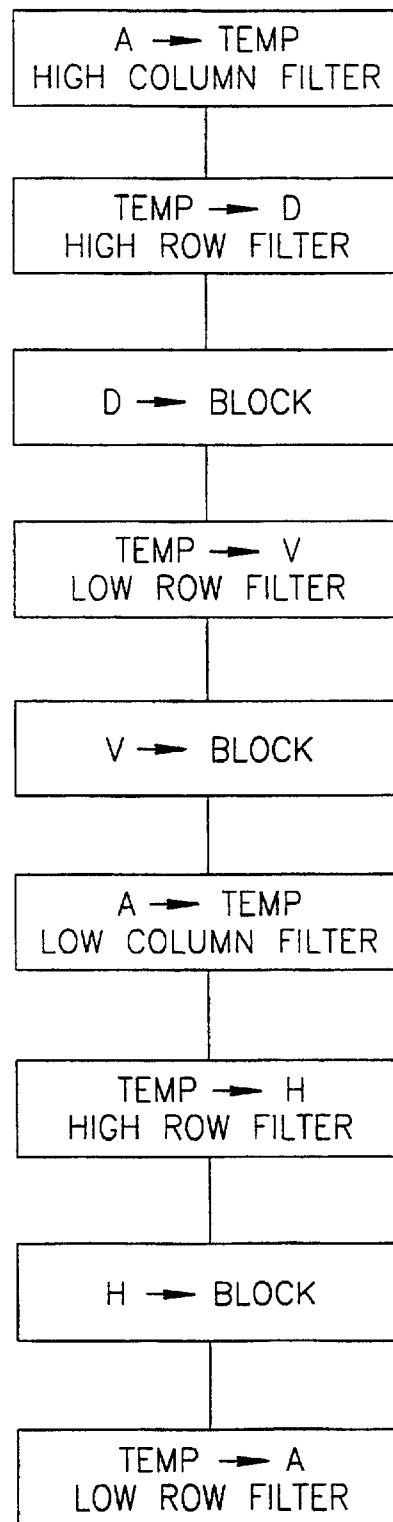 A → TEMP
HIGH COLUMN FILTER
TEMP → D
HIGH ROW FILTER
D → BLOCK
TEMP → V
LOW ROW FILTER
V → BLOCK
A → TEMP
LOW COLUMN FILTER
TEMP → H
HIGH ROW FILTER
H → BLOCK
TEMP → A
LOW ROW FILTER